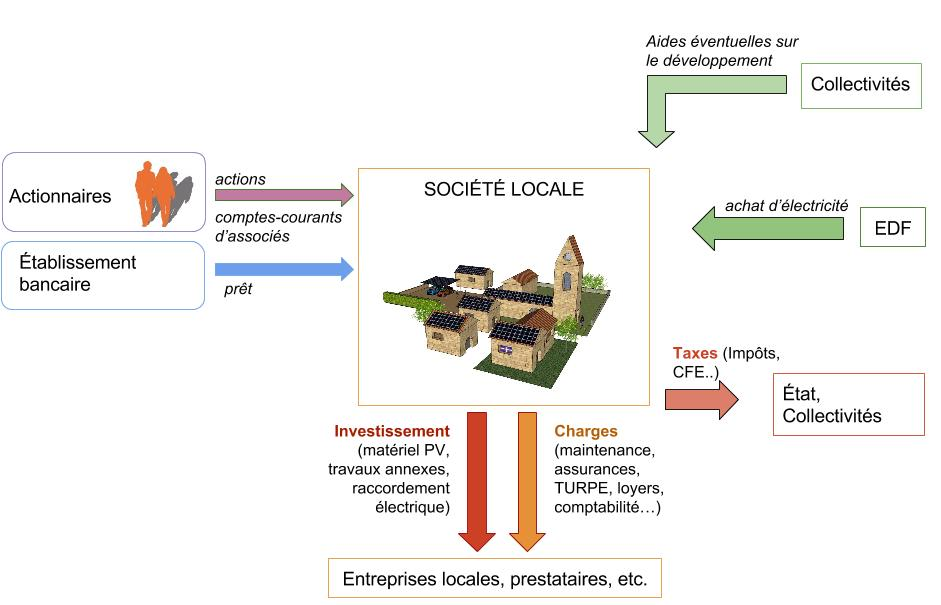 Aides éventuelles sur
le développement
Collectivités
Actionnaires
actions
comptes-courants
d’associés
SOCIÉTÉ LOCALE
achat d’électricité
EDF
Établissement
bancaire
prêt
Taxes (Impôts,
CFE..)
État,
Collectivités
Investissement
(matériel PV,
travaux annexes,
raccordement
électrique)
Charges
(maintenance,
assurances,
TURPE, loyers,
comptabilité…)
Entreprises locales, prestataires, etc.